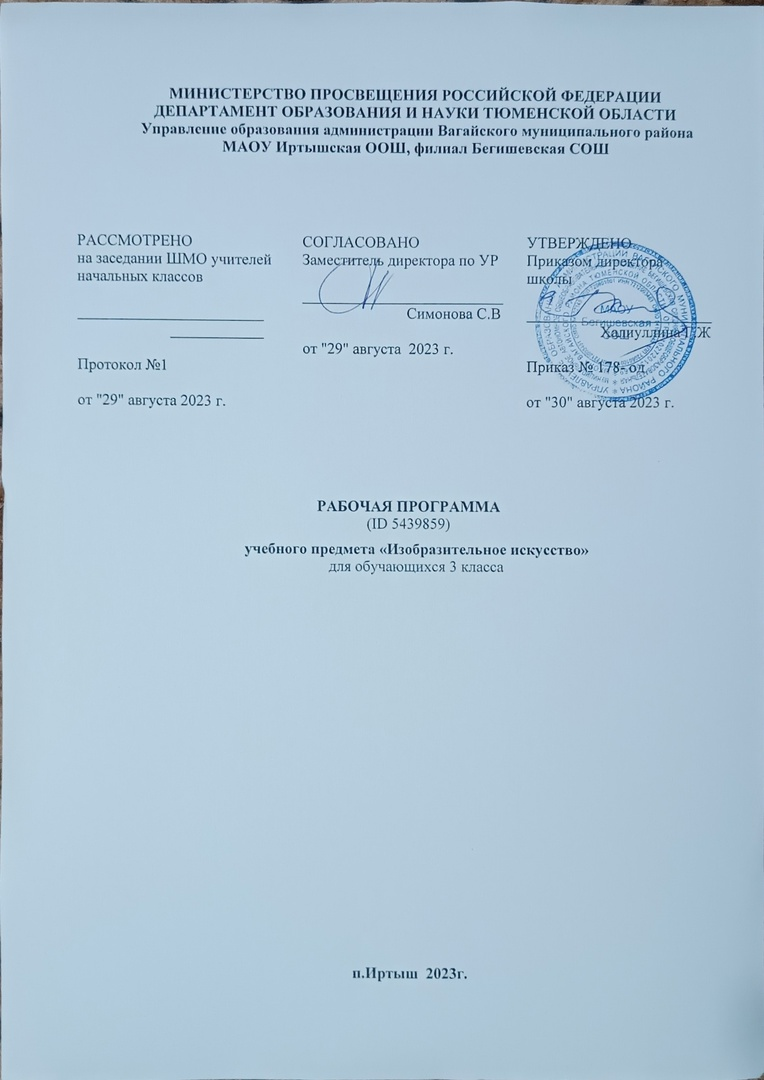 МИНИСТЕРСТВО ПРОСВЕЩЕНИЯ РОССИЙСКОЙ ФЕДЕРАЦИИ
ДЕПАРТАМЕНТ ОБРАЗОВАНИЯ И НАУКИ ТЮМЕНСКОЙ ОБЛАСТИ
Управление образования администрации Вагайского муниципального района
МАОУ Иртышская ООШ, филиал Бегишевская СОШ
РАССМОТРЕНО
на заседании ШМО учителей
начальных классов
Протокол №1
от "29" августа 2023 г.
СОГЛАСОВАНО
Заместитель директора по УР
Симонова С.В
от "29" августа 2023 г.
УТВЕРЖДЕНО
Приказом директора
школы
Бегишевская
СОШ
Приказ № 178- од
от "30" августа 2023 г.
РАБОЧАЯ ПРОГРАММА
(ID 5439859)
учебного предмета «Изобразительное искусство»
для обучающихся 3 класса
п.Иртыш 2023г.